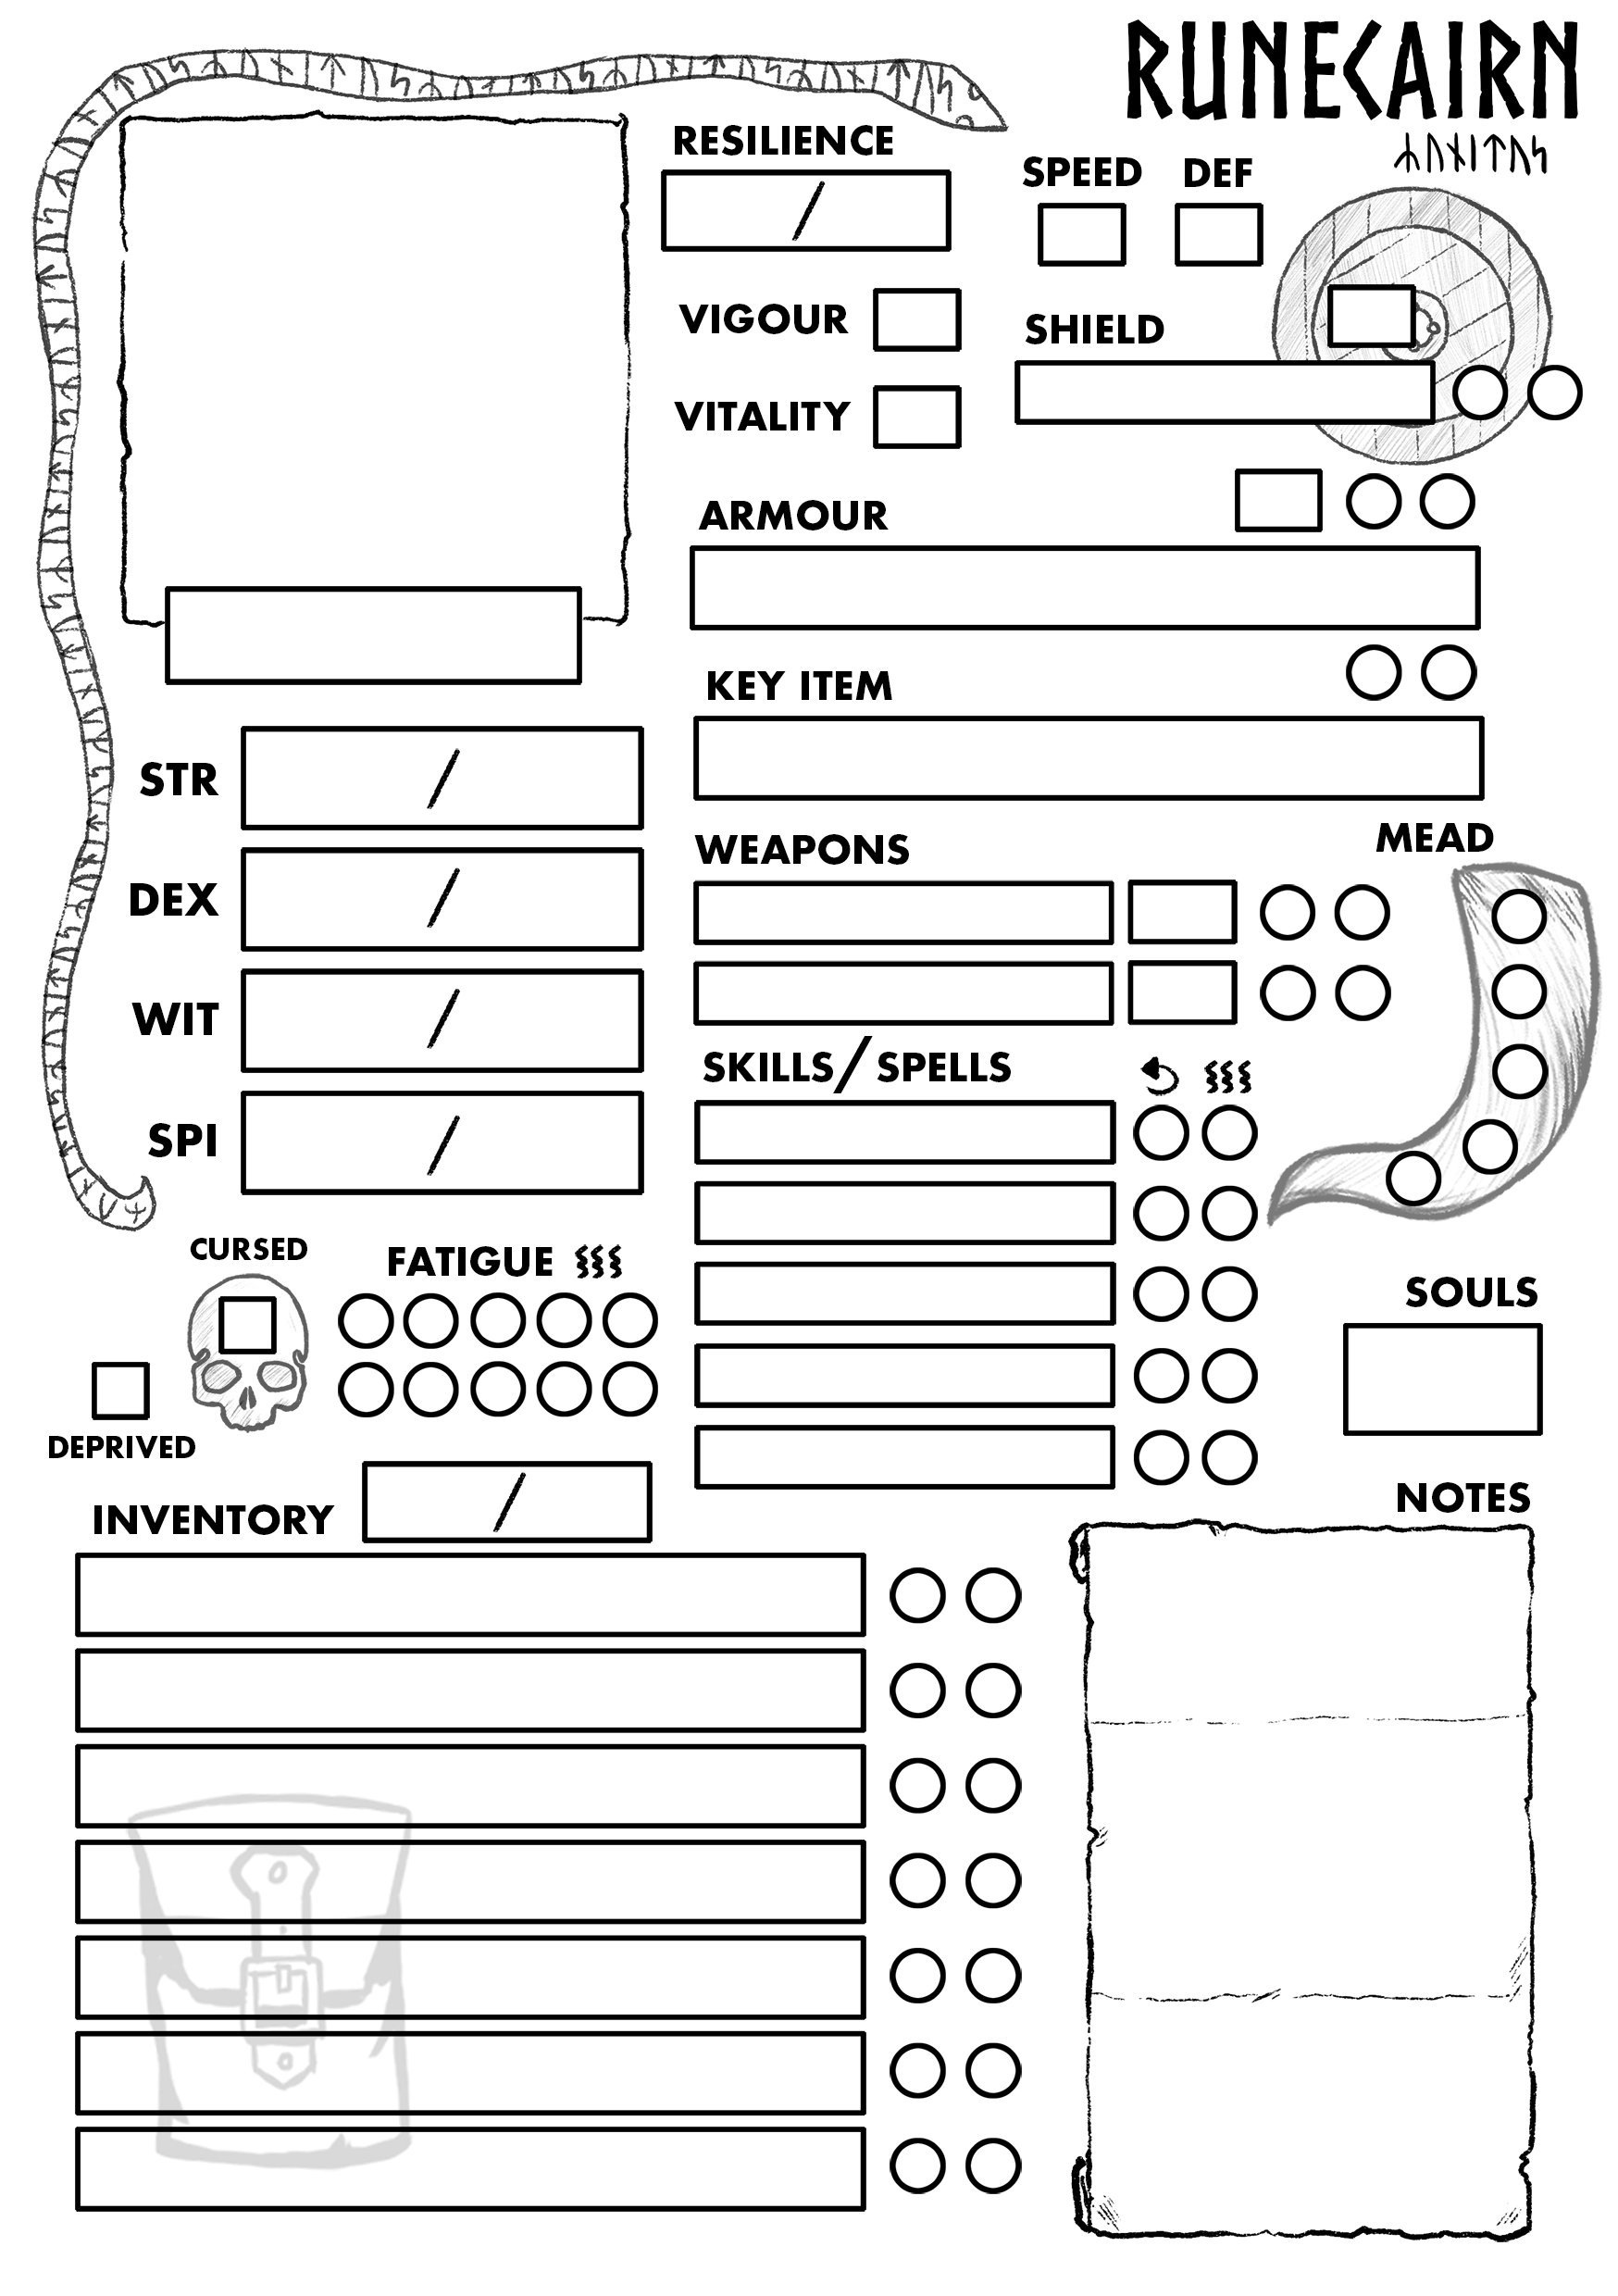 RUNECAIRN
RESILIENCE
/
SPEED
DEF
VIGOUR
SHIELD
VITALITY
ARMOUR
KEY ITEM
STR /
DEX /
WIT /
SPI /
WEAPONS
MEAD
SKILLS/SPELLS
CURSED
FATIGUE
DEPRIVED
SOULS
INVENTORY /
NOTES